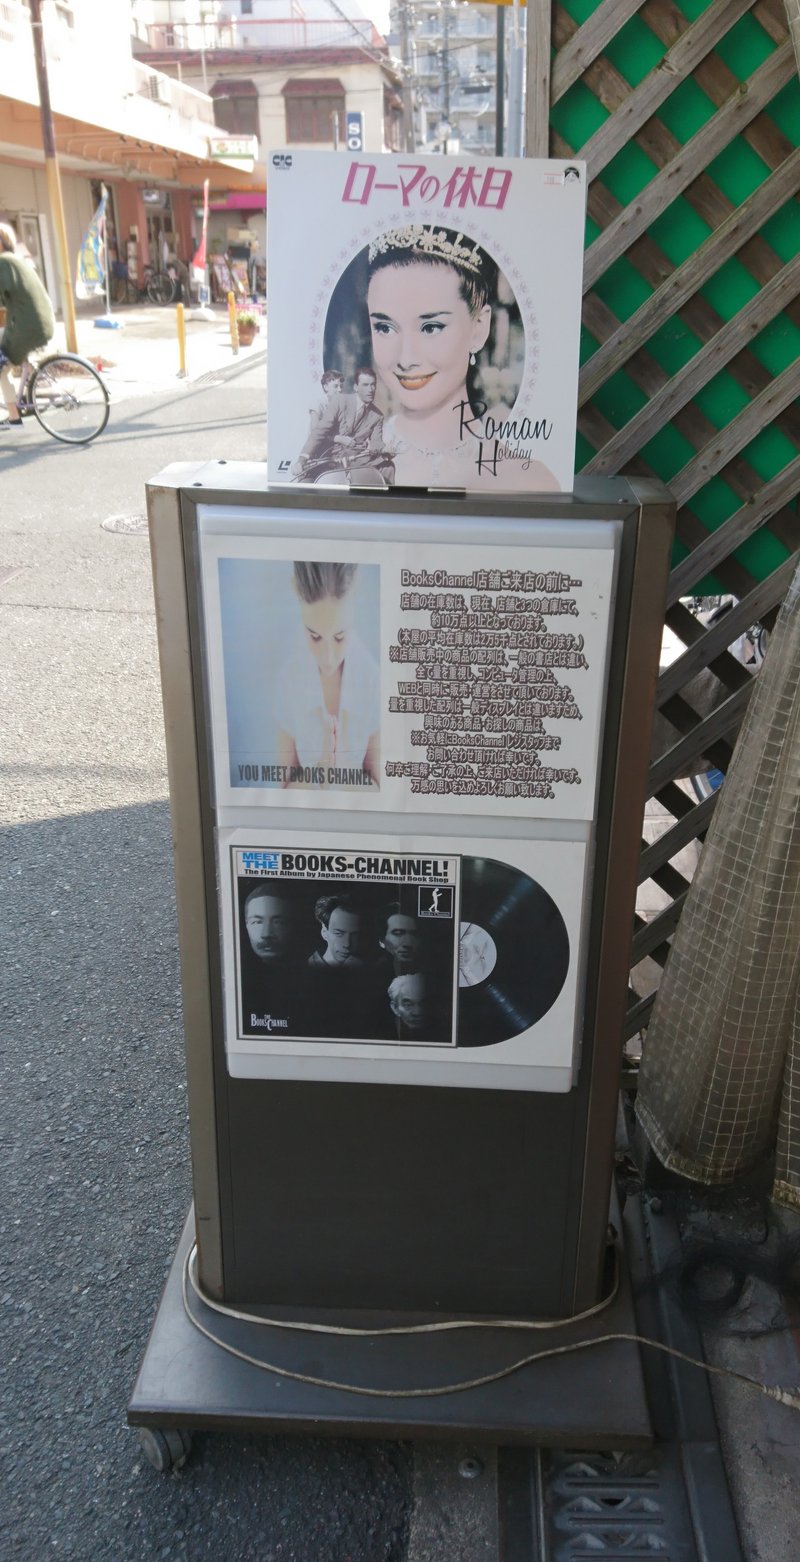 SO
CIC
ローマの休日
Roman
Holiday
BooksChannel店舗ご来店の前に…
店舗の在庫数は、現在、店舗と3つの倉庫にて、
約10万点以上となっております。
(本屋の平均在庫数は2万5千点とされております。)
※店舗販売中の商品の配列は、一般の書店とは違い、
全て量を重視し、コンピュータ管理の上、
WEBと同時に販売・運営をさせて頂いております。
量を重視した配列は一般ディスプレイとは違いますため、
興味のある商品・お探しの商品は、
※お気軽にBooksChannelレジスタッフまで
お問い合わせ頂ければ幸いです。
何卒ご理解・ご了承の上、ご来店いただければ幸いです。
万感の思いを込めよろしくお願い致します。
YOU MEET BOOKS CHANNEL
MEET THE BOOKS-CHANNEL!
The First Album by Japanese Phenomenal Book Shop
Books Channel
THE
BOOKS CHANNEL